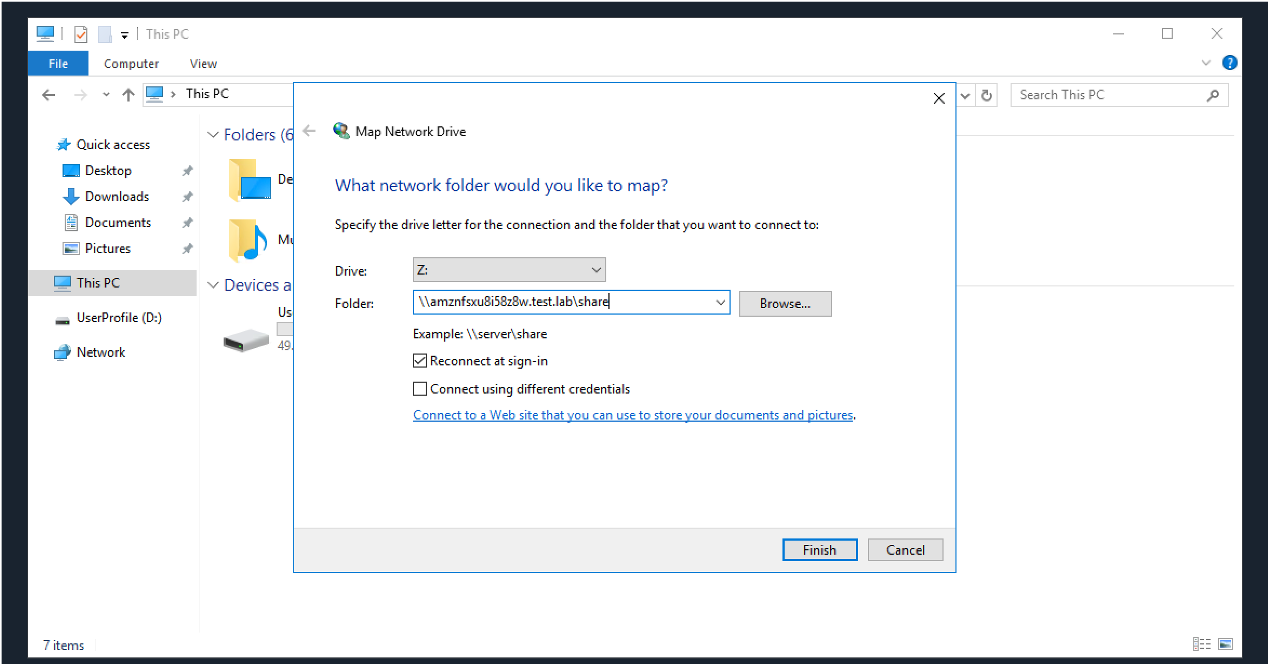 This PC
File Computer View
This PC
Search This PC
Quick access
Desktop
Downloads
Documents
Pictures
This PC
UserProfile (D:)
Network
Folders (6
De
Mu
Devices a
Us
49.
Map Network Drive
What network folder would you like to map?
Specify the drive letter for the connection and the folder that you want to connect to:
Drive: Z:
Folder: \\amznfsxu8i58z8w.test.lab\share Browse...
Example: \\server\share
Reconnect at sign-in
Connect using different credentials
Connect to a Web site that you can use to store your documents and pictures.
Finish Cancel
7 items